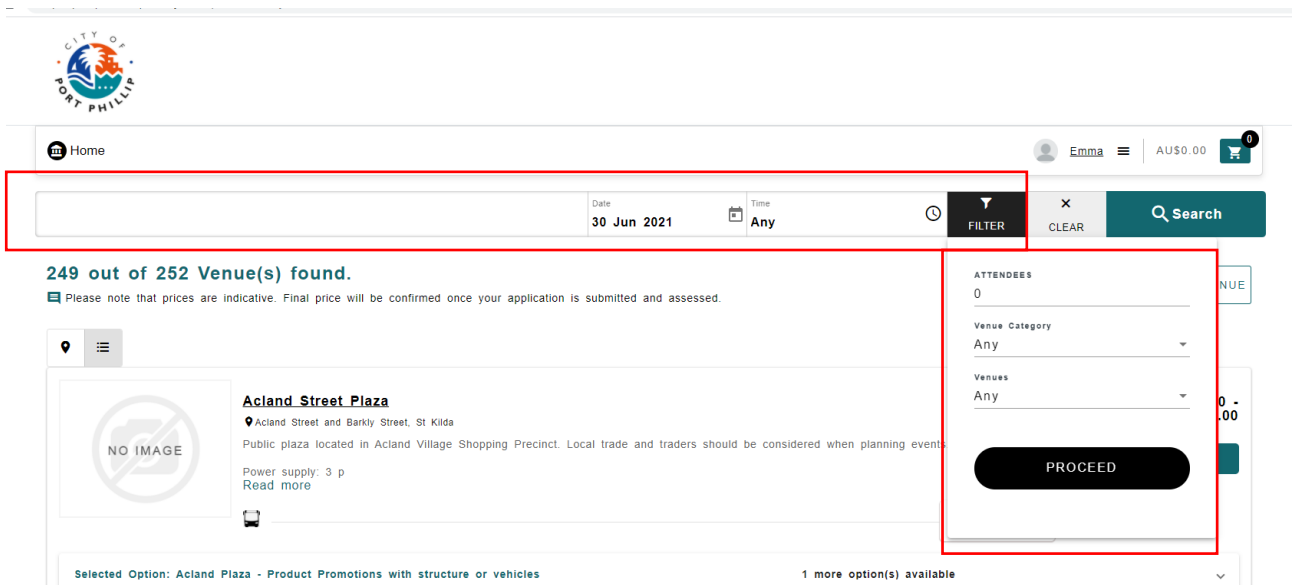 CITY OF
PORT PHILLIP
Home
Emma
AU$0.00
0
Date
30 Jun 2021
Time
Any
FILTER
CLEAR
Search
249 out of 252 Venue(s) found.
Please note that prices are indicative. Final price will be confirmed once your application is submitted and assessed.
NUE
ATTENDEES
0
Venue Category
Any
Venues
Any
PROCEED
NO IMAGE
Acland Street Plaza
Acland Street and Barkly Street, St Kilda
Public plaza located in Acland Village Shopping Precinct. Local trade and traders should be considered when planning events
Power supply: 3 p
Read more
0 -
.00
Selected Option: Acland Plaza - Product Promotions with structure or vehicles
1 more option(s) available